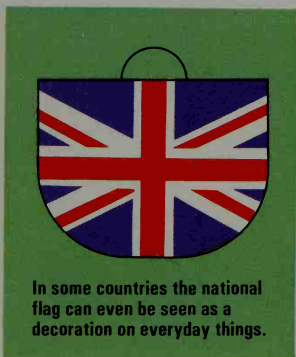 In some countries the national
flag can even be seen as a
decoration on everyday things.